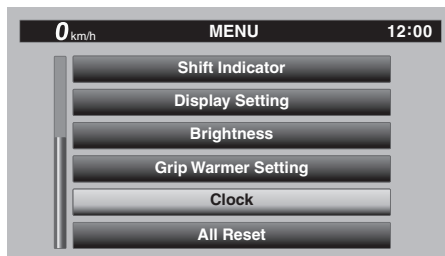 0 km/h MENU 12:00
Shift Indicator
Display Setting
Brightness
Grip Warmer Setting
Clock
All Reset